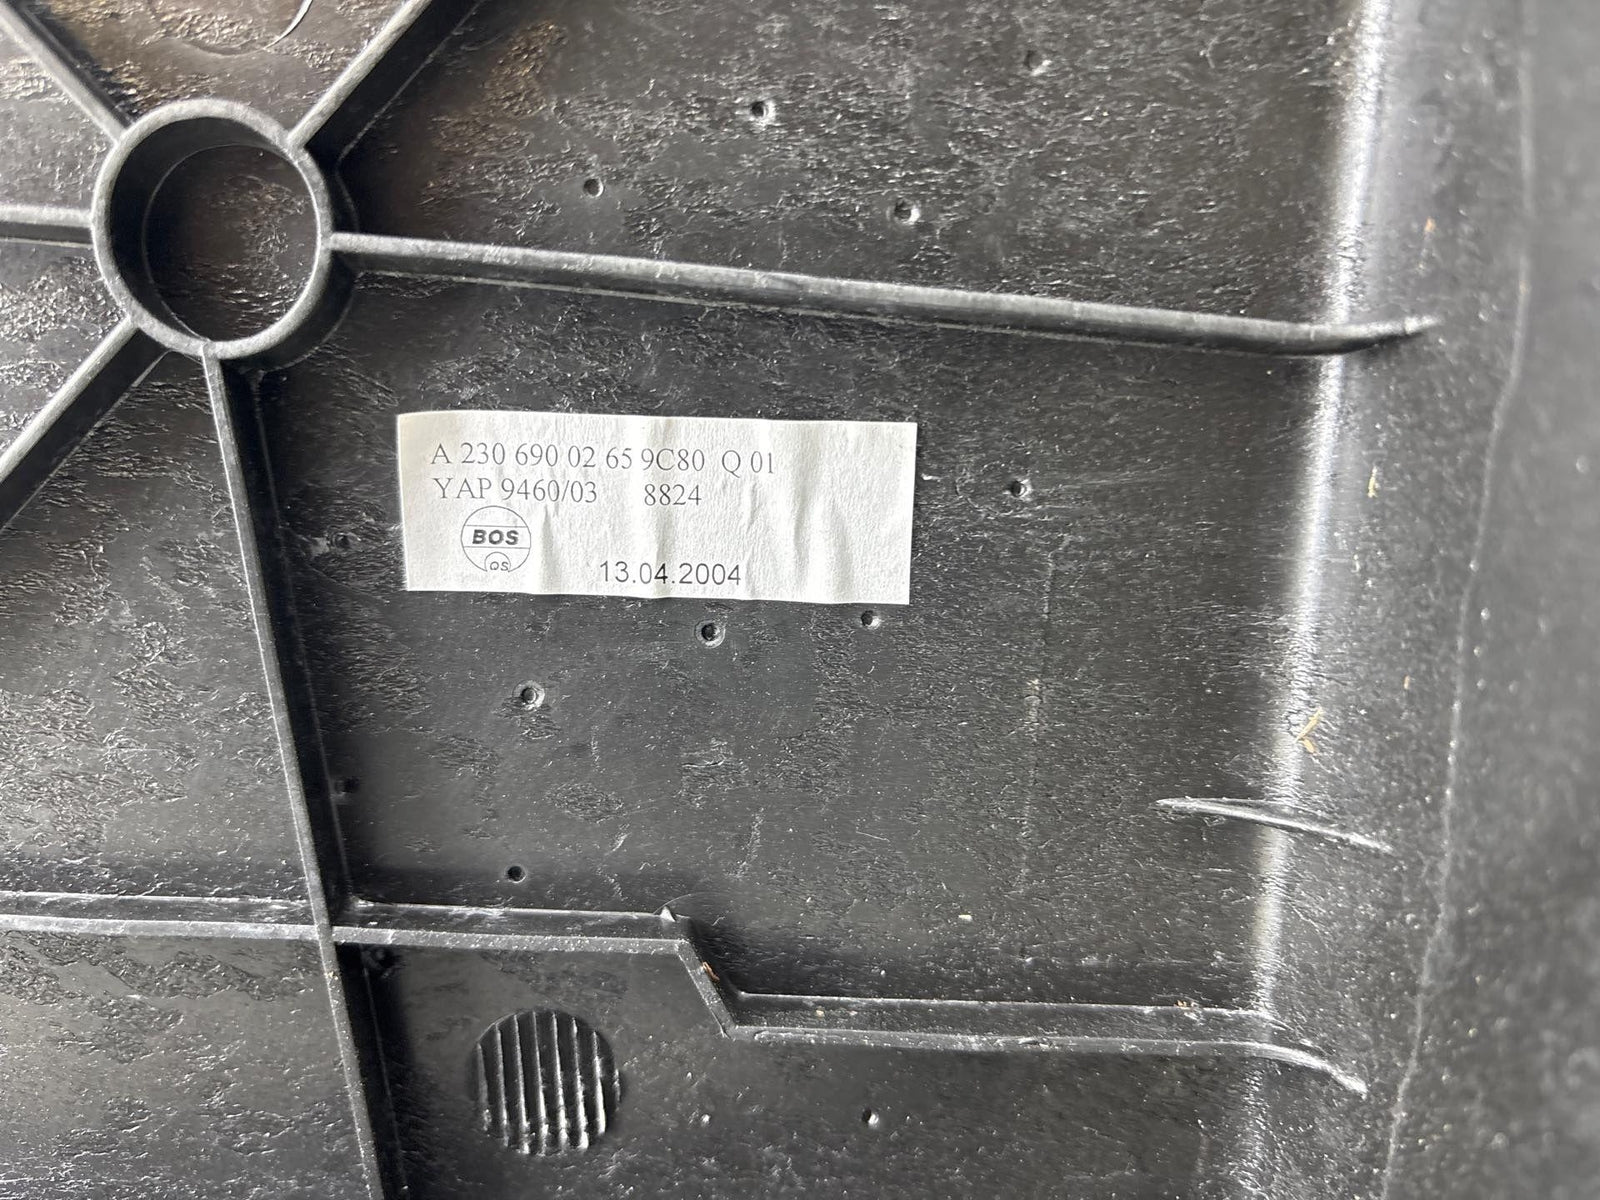 A 230 690 02 65 9C80 Q 01
YAP 9460/03 8824
BOS
QS
13.04.2004